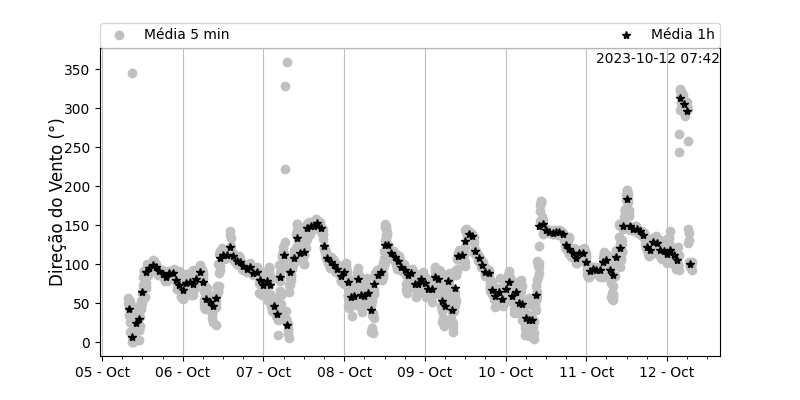 Média 5 min
Média 1h
2023-10-12 07:42
Direção do Vento (°)
350
300
250
200
150
100
50
0
05 - Oct
06 - Oct
07 - Oct
08 - Oct
09 - Oct
10 - Oct
11 - Oct
12 - Oct